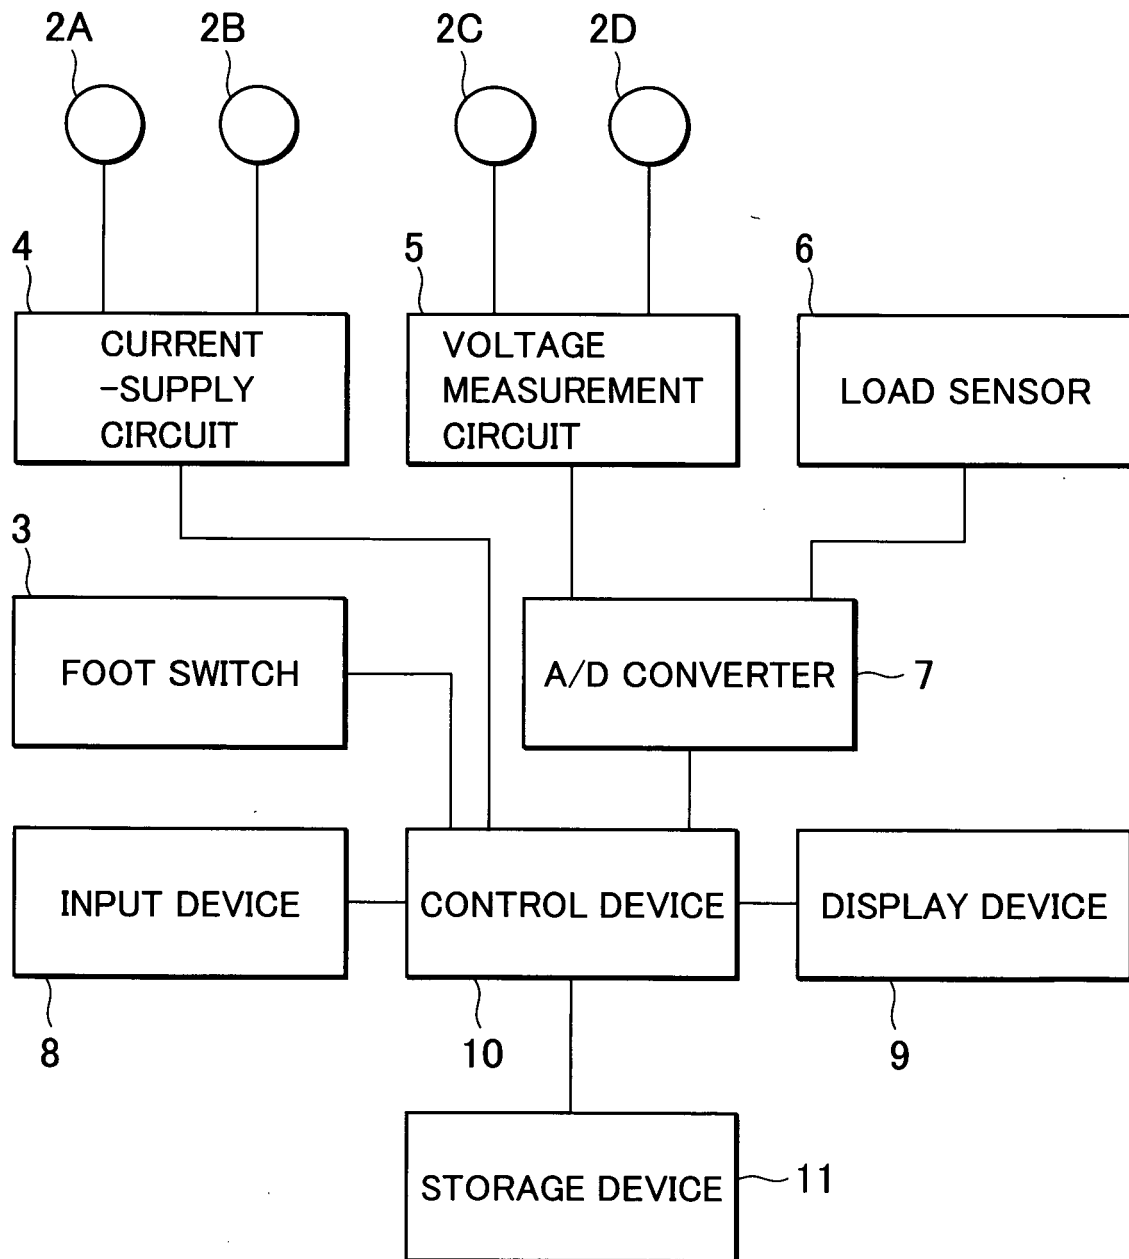 2A
2B
2C
2D
4
5
6
CURRENT
-SUPPLY
CIRCUIT
VOLTAGE
MEASUREMENT
CIRCUIT
LOAD SENSOR
3
FOOT SWITCH
A/D CONVERTER
7
INPUT DEVICE
CONTROL DEVICE
DISPLAY DEVICE
8
10
9
STORAGE DEVICE
11